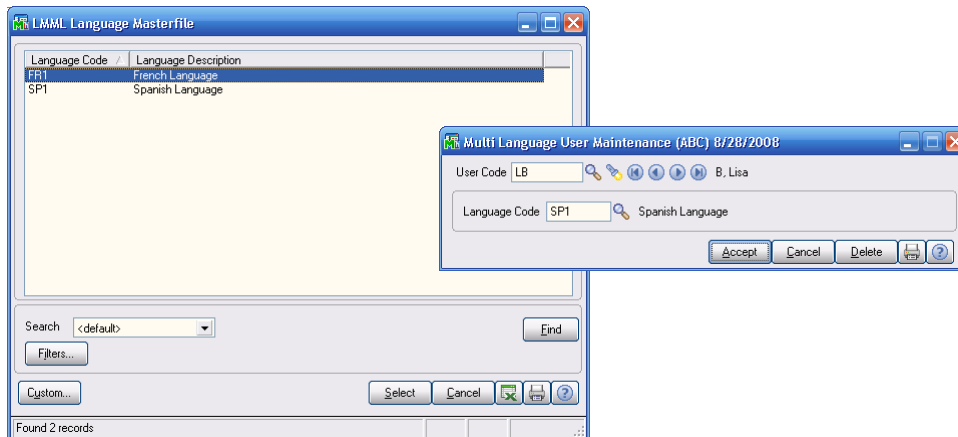 LMML Language Masterfile
Language Code Language Description
FR1 French Language
SP1 Spanish Language
Search <default> Find
Filters...
Custom... Select Cancel
Found 2 records
Multi Language User Maintenance (ABC) 8/28/2008
User Code LB B, Lisa
Language Code SP1 Spanish Language
Accept Cancel Delete